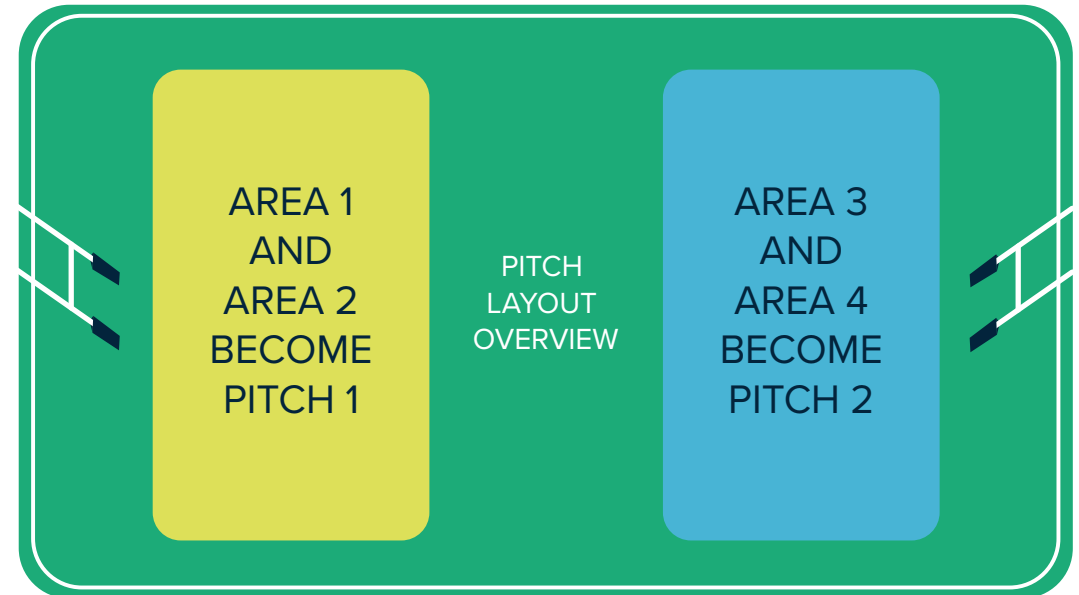 AREA 1
AND
AREA 2
BECOME
PITCH 1
PITCH
LAYOUT
OVERVIEW
AREA 3
AND
AREA 4
BECOME
PITCH 2